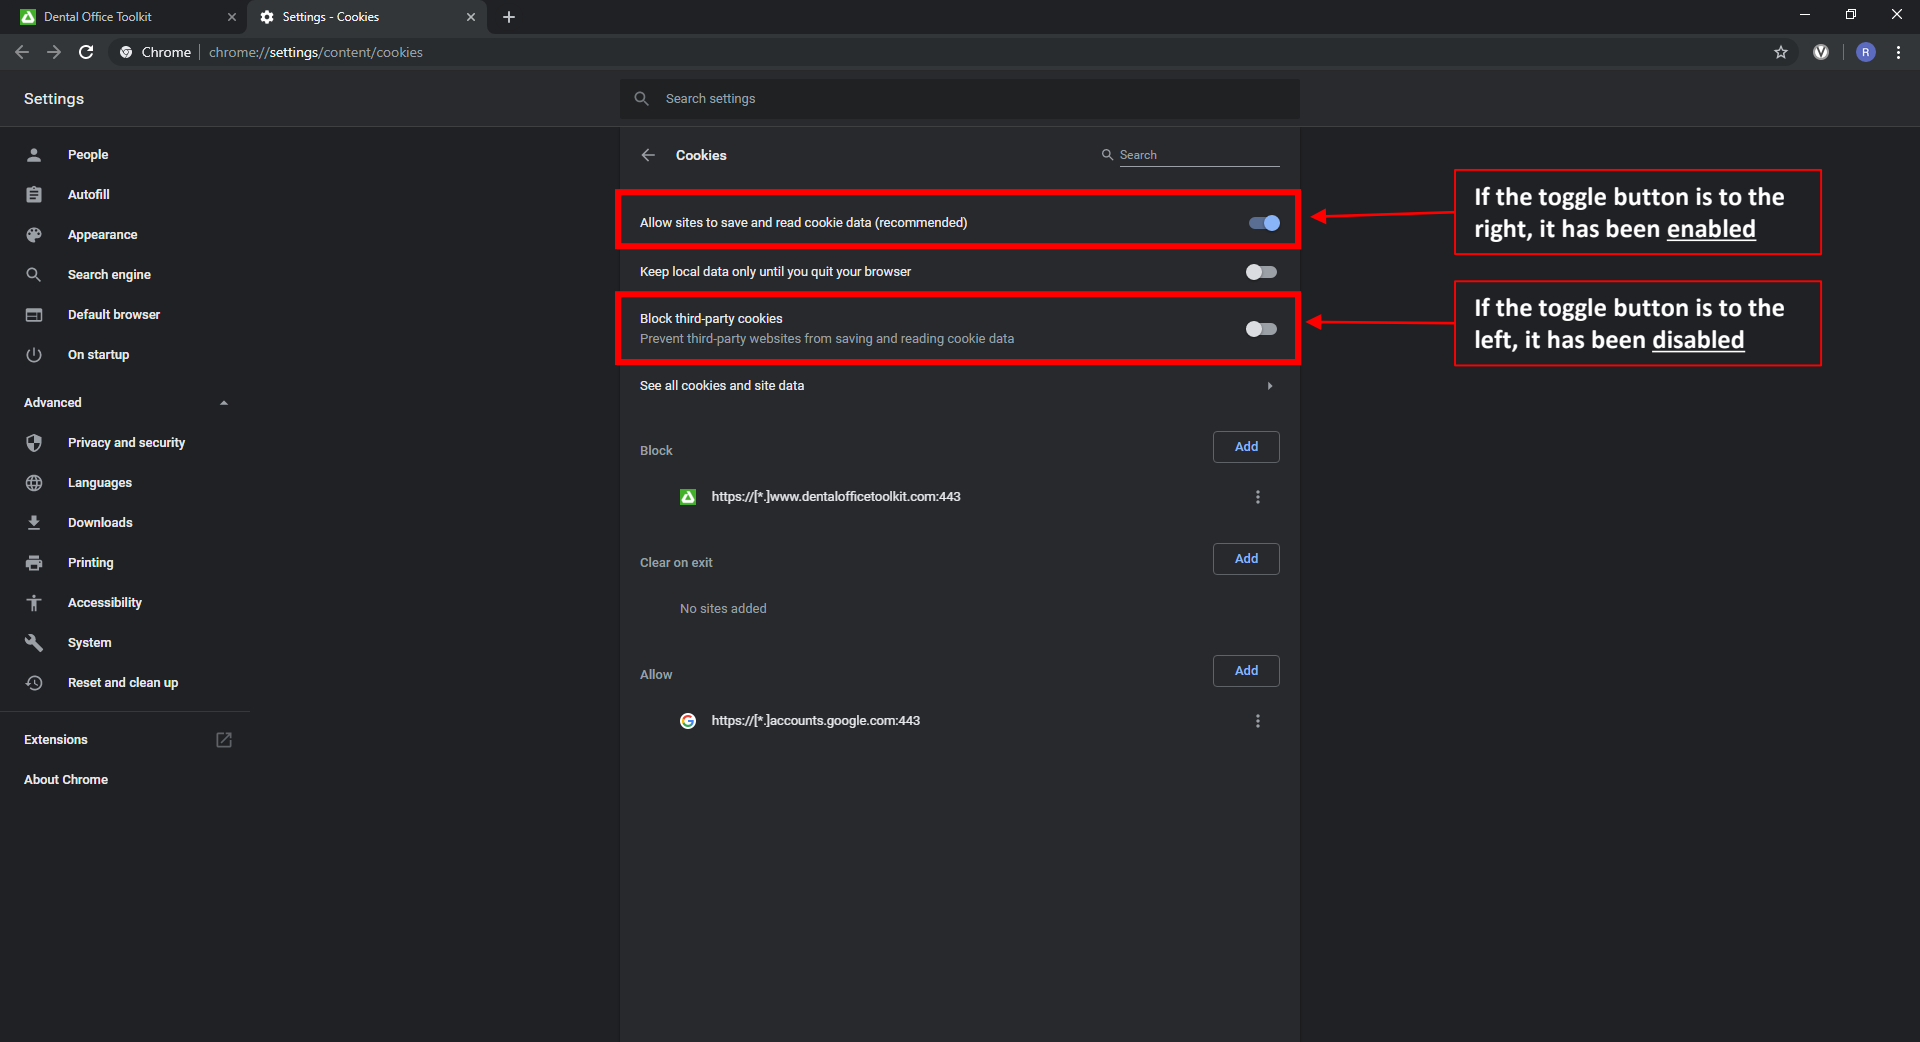 Dental Office Toolkit
Settings - Cookies
Chrome
chrome://settings/content/cookies
R
Settings
Search settings
People
Autofill
Appearance
Search engine
Default browser
On startup
Advanced
Privacy and security
Languages
Downloads
Printing
Accessibility
System
Reset and clean up
Extensions
About Chrome
Cookies
Search
Allow sites to save and read cookie data (recommended)
Keep local data only until you quit your browser
Block third-party cookies
Prevent third-party websites from saving and reading cookie data
See all cookies and site data
Block
Add
https://[*.]www.dentalofficetoolkit.com:443
Clear on exit
Add
No sites added
Allow
Add
https://[*.]accounts.google.com:443
If the toggle button is to the
right, it has been enabled
If the toggle button is to the
left, it has been disabled